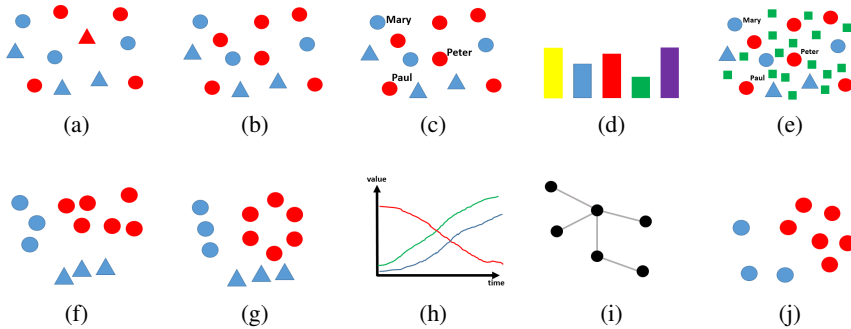 Mary
Peter
Paul
Mary
Peter
Paul
(a)
(b)
(c)
(d)
(e)
value
time
(f)
(g)
(h)
(i)
(j)